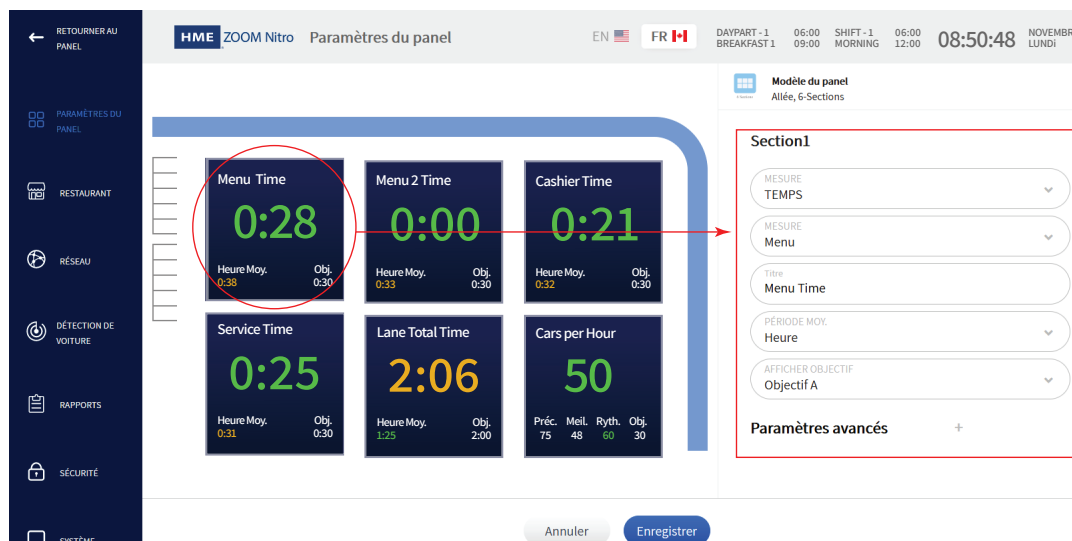 RETOURNER AU
PANEL
HME ZOOM Nitro Paramètres du panel
EN FR
DAYPART - 1 06:00 SHIFT - 1 06:00
BREAKFAST 1 09:00 MORNING 12:00
08:50:48
NOVEMBR
LUNDi
PARAMÈTRES DU
PANEL
RESTAURANT
RÉSEAU
DÉTECTION DE
VOITURE
RAPPORTS
SÉCURITÉ
SYSTÈME
Menu Time
0:28
Heure Moy. Obj.
0:38 0:30
Menu 2 Time
0:00
Heure Moy. Obj.
0:33 0:30
Cashier Time
0:21
Heure Moy. Obj.
0:32 0:30
Service Time
0:25
Heure Moy. Obj.
0:31 0:30
Lane Total Time
2:06
Heure Moy. Obj.
1:25 2:00
Cars per Hour
50
Préc. Meil. Ryth. Obj.
75 48 60 30
Modèle du panel
Allée, 6-Sections
Section1
MESURE
TEMPS
MESURE
Menu
Titre
Menu Time
PÉRIODE MOY.
Heure
AFFICHER OBJECTIF
Objectif A
Paramètres avancés +
Annuler Enregistrer